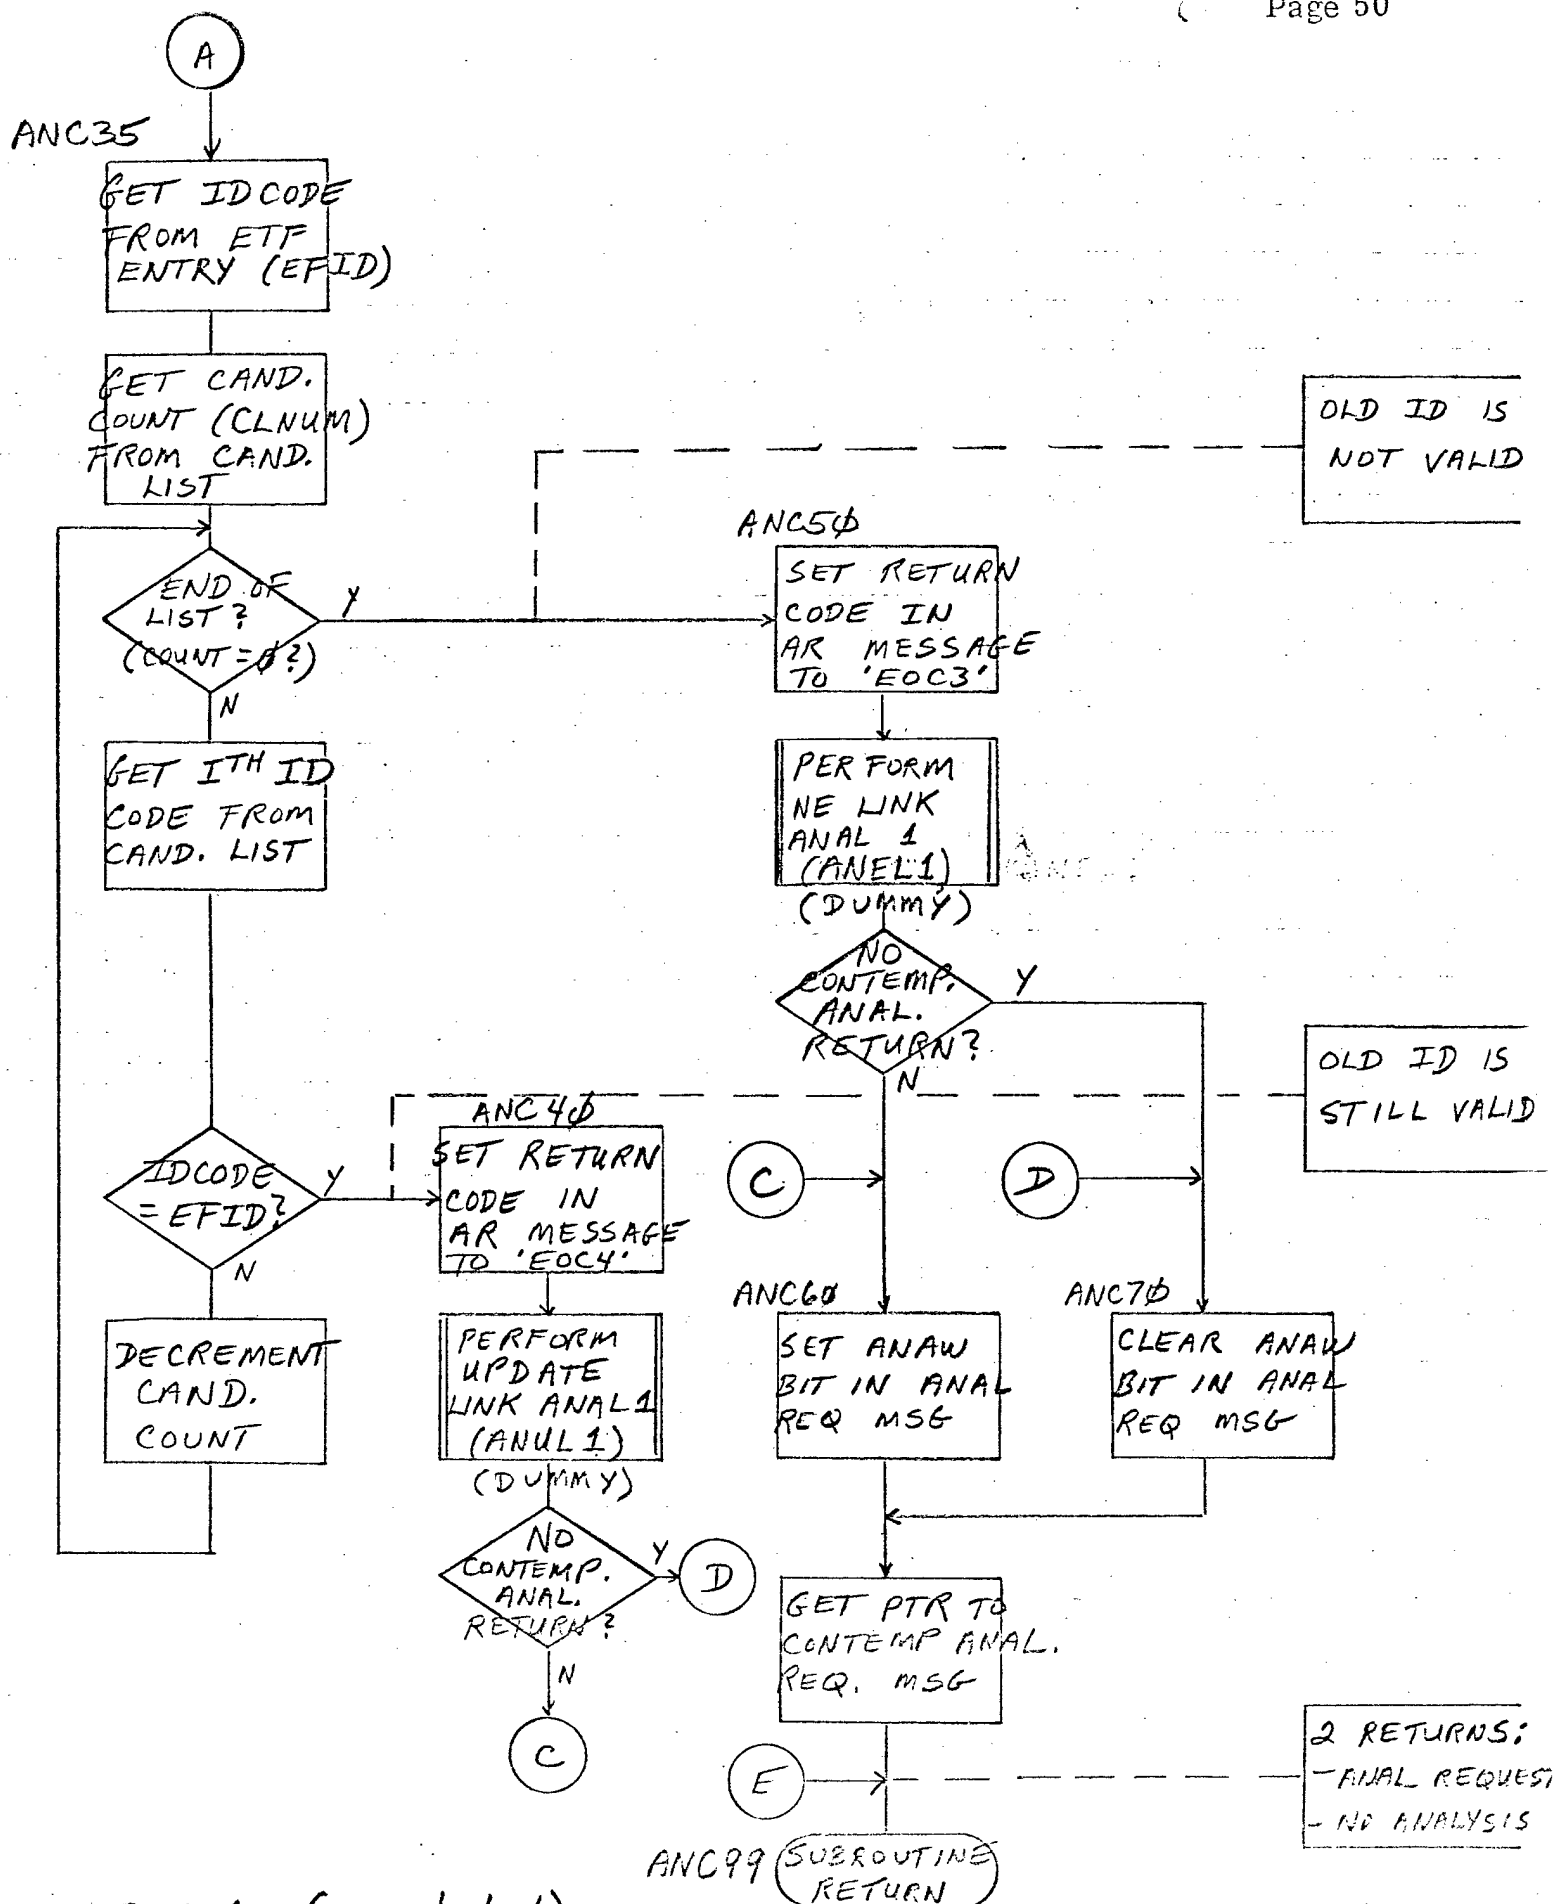 Page 50
A
ANC35
GET IDCODE
FROM ETF
ENTRY (EFID)
GET CAND.
COUNT (CLNUM)
FROM CAND.
LIST
END OF
LIST?
(COUNT = Ø?)
Y
N
GET ITH ID
CODE FROM
CAND. LIST
IDCODE
= EFID?
Y
N
DECREMENT
CAND.
COUNT
OLD ID IS
NOT VALID
ANC5Ø
SET RETURN
CODE IN
AR MESSAGE
TO 'EOC3'
PERFORM
NE LINK
ANAL 1
(ANEL1)
(DUMMY)
NO
CONTEMP.
ANAL.
RETURN?
Y
N
OLD ID IS
STILL VALID
ANC4Ø
SET RETURN
CODE IN
AR MESSAGE
TO 'EOC4'
PERFORM
UPDATE
LINK ANAL 1
(ANUL 1)
(DUMMY)
NO
CONTEMP.
ANAL.
RETURN?
Y
D
N
C
C
D
ANC6Ø
SET ANAW
BIT IN ANAL
REQ MSG
ANC7Ø
CLEAR ANAW
BIT IN ANAL
REQ MSG
GET PTR TO
CONTEMP ANAL.
REQ. MSG
E
2 RETURNS:
- ANAL REQUEST
- NO ANALYSIS
ANC99
SUBROUTINE
RETURN